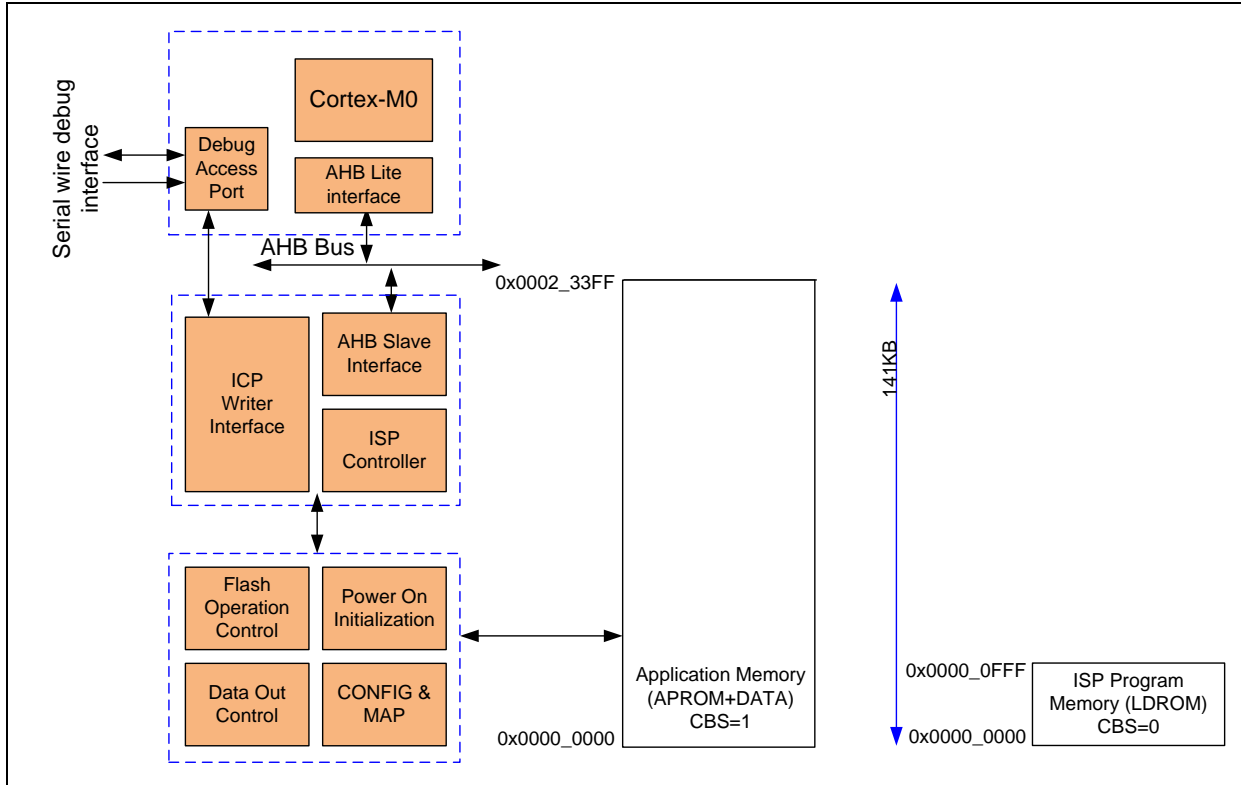 Serial wire debug
interface
Cortex-M0
Debug
Access
Port
AHB Lite
interface
AHB Bus
ICP
Writer
Interface
AHB Slave
Interface
ISP
Controller
Flash
Operation
Control
Power On
Initialization
Data Out
Control
CONFIG &
MAP
0x0002_33FF
Application Memory
(APROM+DATA)
CBS=1
0x0000_0000
141KB
0x0000_0FFF
ISP Program
Memory (LDROM)
CBS=0
0x0000_0000